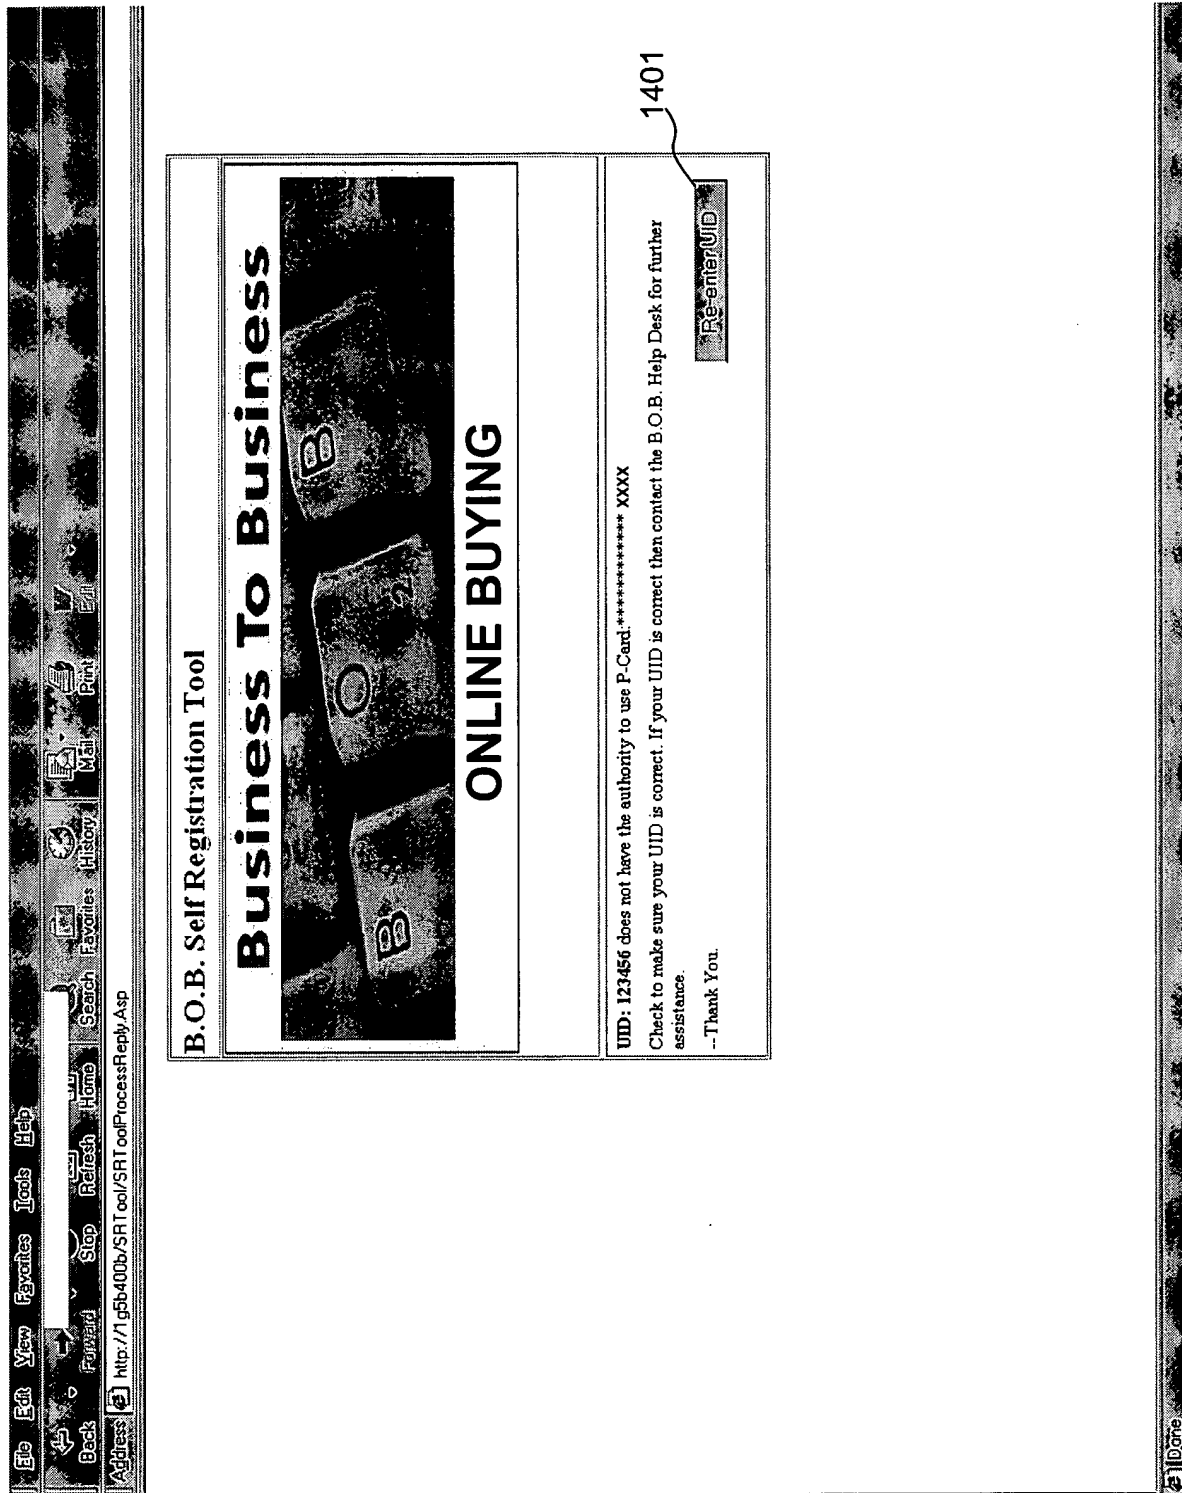 File Edit View Favorites Tools Help
Back Forward Stop Refresh Home Search Favorites History Mail Print Edit
Address http://1g5b400b/SRTool/SRToolProcessReply.Asp
B.O.B. Self Registration Tool
Business To Business
B O 2 B 4
ONLINE BUYING
UID: 123456 does not have the authority to use P-Card:************ XXXX
Check to make sure your UID is correct. If your UID is correct then contact the B.O.B. Help Desk for further
assistance.
--Thank You.
Re-enter UID
1401
Done